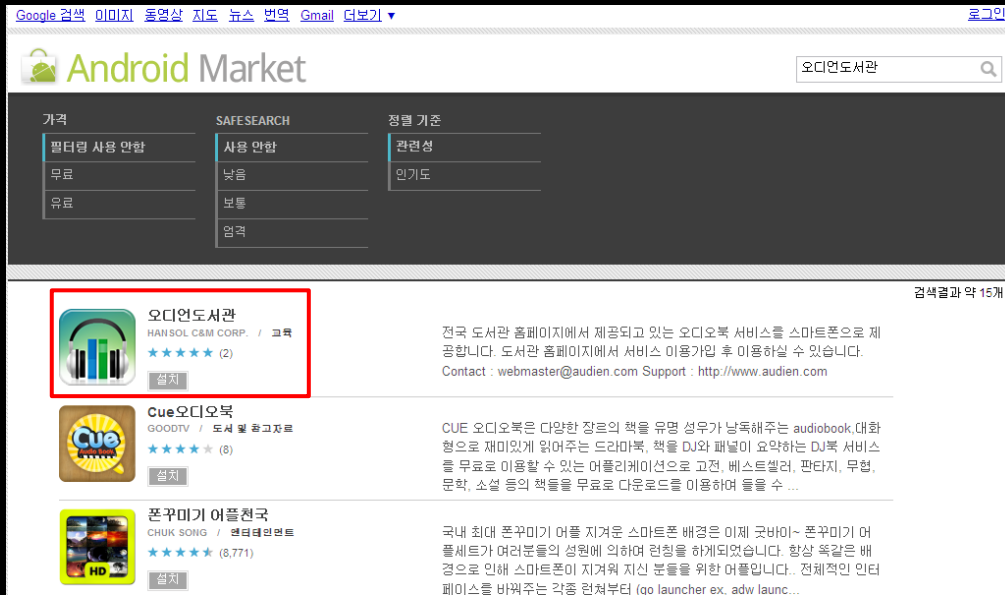 Google 검색 이미지 동영상 지도 뉴스 번역 Gmail 더보기 ▼
로그인
Android Market
오디언도서관
가격
필터링 사용 안함
무료
유료
SAFESEARCH
사용 안함
낮음
보통
엄격
정렬 기준
관련성
인기도
검색결과 약 15개
오디언도서관
HANSOL C&M CORP. / 교육
★★★★★ (2)
설치
전국 도서관 홈페이지에서 제공되고 있는 오디오북 서비스를 스마트폰으로 제
공합니다. 도서관 홈페이지에서 서비스 이용가입 후 이용하실 수 있습니다.
Contact : webmaster@audien.com Support : http://www.audien.com
Cue오디오북
GOODTV / 도서 및 참고자료
★★★★★ (8)
설치
CUE 오디오북은 다양한 장르의 책을 유명 성우가 낭독해주는 audiobook,대화
형으로 재미있게 읽어주는 드라마북, 책을 DJ와 패널이 요약하는 DJ북 서비스
를 무료로 이용할 수 있는 어플리케이션으로 고전, 베스트셀러, 판타지, 무협,
문학, 소설 등의 책들을 무료로 다운로드를 이용하며 들을 수 ...
Cue
Audio Book
폰꾸미기 어플천국
CHUK SONG / 엔터테인먼트
★★★★★ (8,771)
설치
HD
국내 최대 폰꾸미기 어플 지겨운 스마트폰 배경은 이제 굿바이~ 폰꾸미기 어
플세트가 여러분들의 성원에 의하여 런칭을 하게되었습니다. 항상 똑같은 배
경으로 인해 스마트폰이 지겨워 지신 분들을 위한 어플입니다.. 전체적인 인터
페이스를 바꿔주는 각종 런쳐부터 (go launcher ex, adw launc...